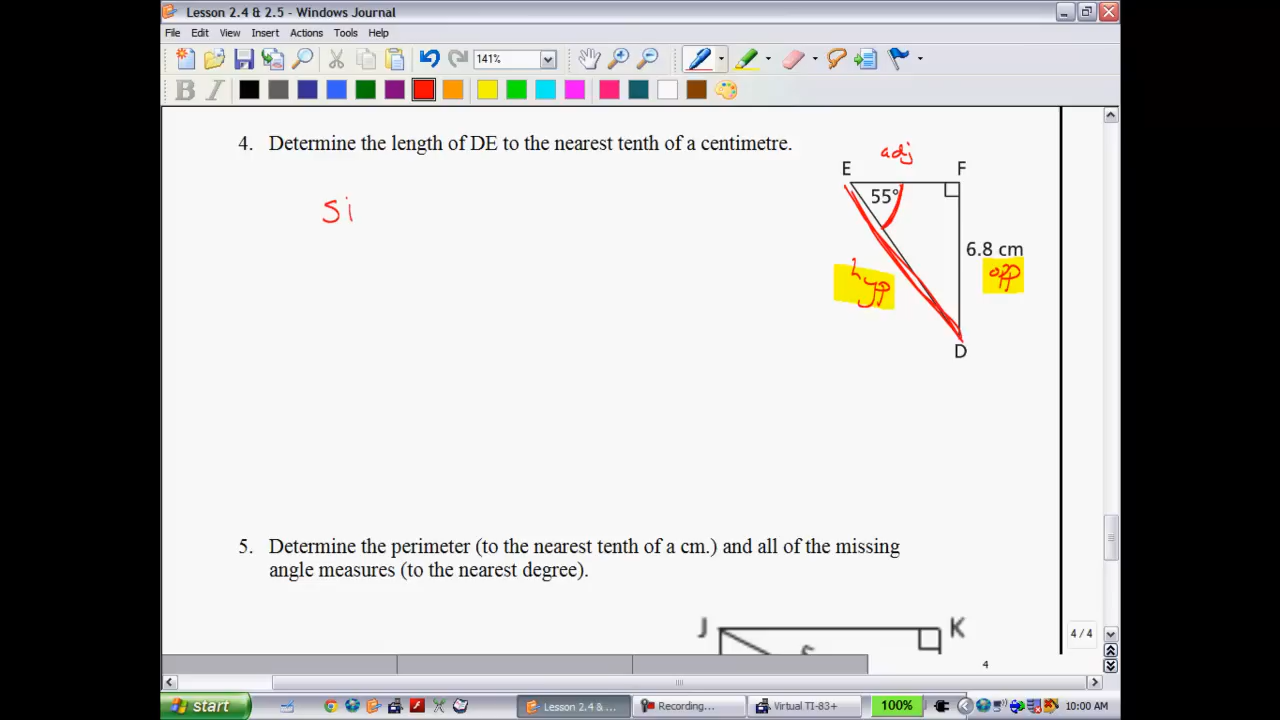 Lesson 2.4 & 2.5 - Windows Journal
File Edit View Insert Actions Tools Help
141%
B I
4. Determine the length of DE to the nearest tenth of a centimetre.
adj
E F
55°
si
6.8 cm
hyp opp
D
5. Determine the perimeter (to the nearest tenth of a cm.) and all of the missing
angle measures (to the nearest degree).
J K
4 / 4
4
start Lesson 2.4 & ... Recording... Virtual TI-83+ 100% 10:00 AM